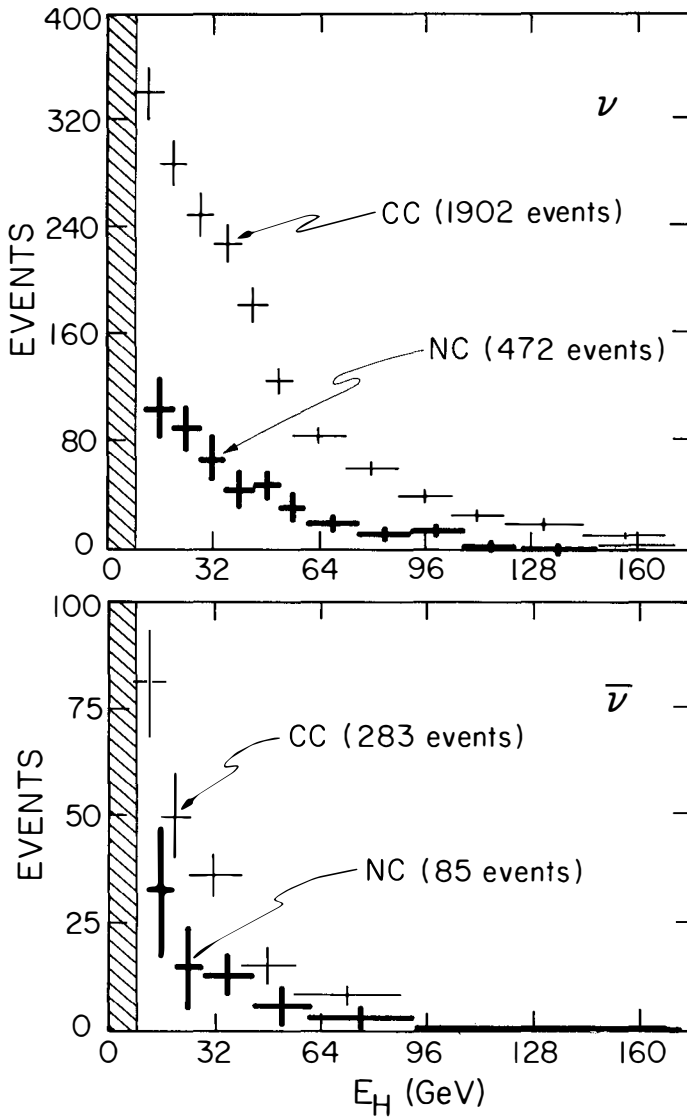 400
320
240
160
80
0
EVENTS
ν
CC (1902 events)
NC (472 events)
0 32 64 96 128 160
100
75
50
25
0
EVENTS
ν̅
CC (283 events)
NC (85 events)
0 32 64 96 128 160
E_H (GeV)